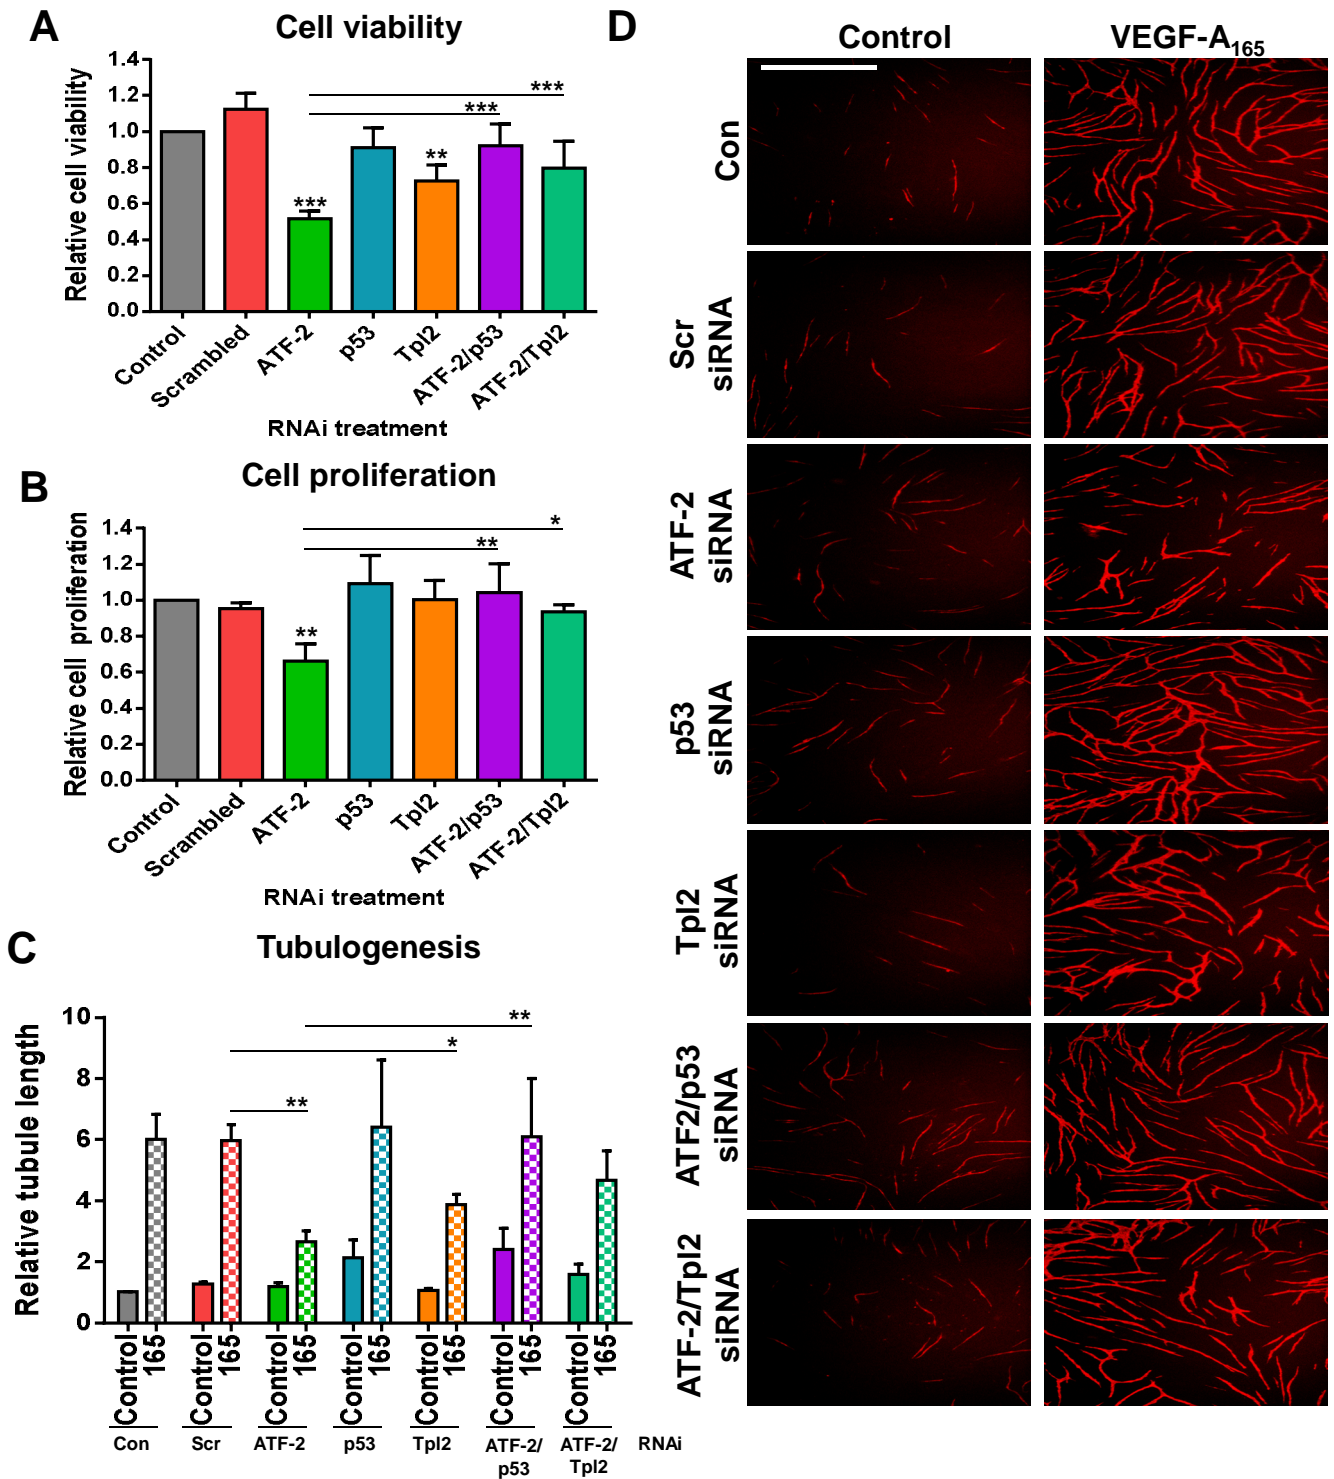 A
Cell viability
1.4
1.2
1.0
0.8
0.6
0.4
0.2
0.0
Relative cell viability
***
***
***
**
Control
Scrambled
ATF-2
p53
Tpl2
ATF-2/p53
ATF-2/Tpl2
RNAi treatment
B
Cell proliferation
1.4
1.2
1.0
0.8
0.6
0.4
0.2
0.0
Relative cell proliferation
*
**
**
Control
Scrambled
ATF-2
p53
Tpl2
ATF-2/p53
ATF-2/Tpl2
RNAi treatment
C
Tubulogenesis
10
8
6
4
2
0
Relative tubule length
**
*
**
Control
165
Control
165
Control
165
Control
165
Control
165
Control
165
Control
165
Con
Scr
ATF-2
p53
Tpl2
ATF-2/
p53
ATF-2/
Tpl2
RNAi
D
Control
VEGF-A165
Con
Scr
siRNA
ATF-2
siRNA
p53
siRNA
Tpl2
siRNA
ATF2/p53
siRNA
ATF-2/Tpl2
siRNA